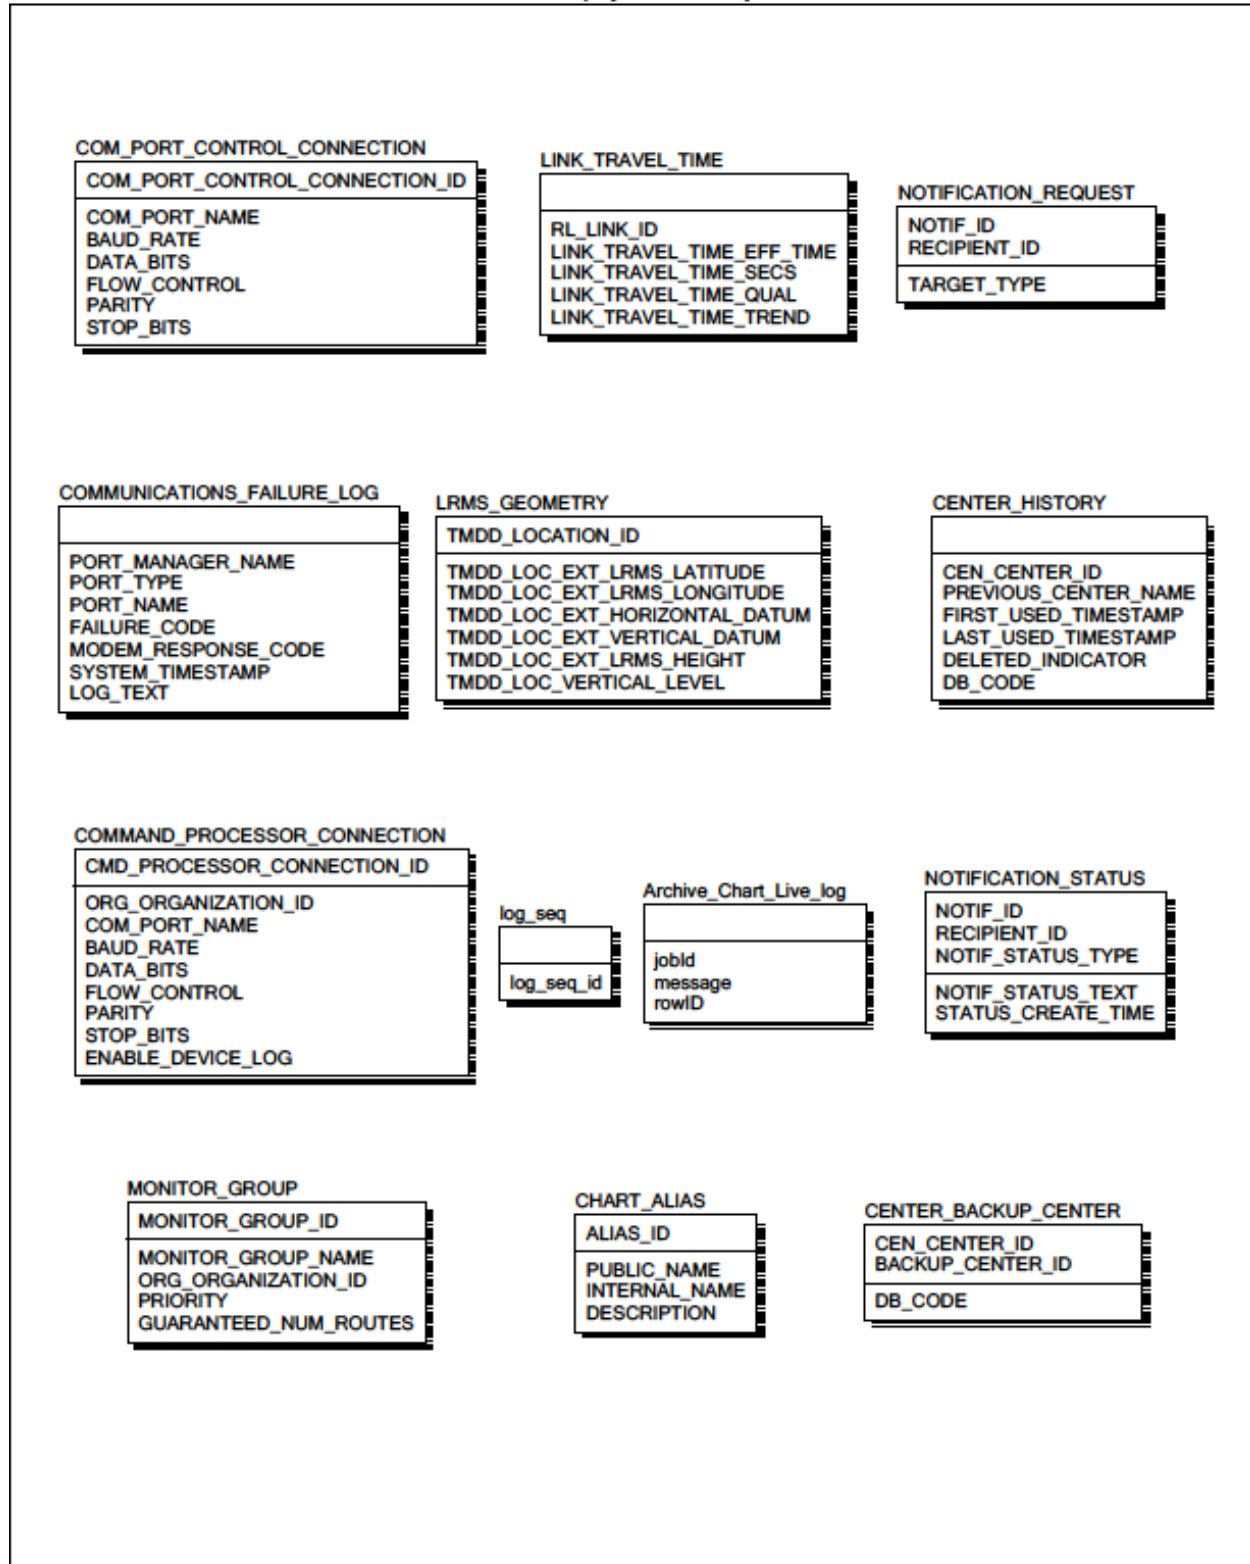 COM_PORT_CONTROL_CONNECTION
COM_PORT_CONTROL_CONNECTION_ID
COM_PORT_NAME
BAUD_RATE
DATA_BITS
FLOW_CONTROL
PARITY
STOP_BITS
LINK_TRAVEL_TIME
RL_LINK_ID
LINK_TRAVEL_TIME_EFF_TIME
LINK_TRAVEL_TIME_SECS
LINK_TRAVEL_TIME_QUAL
LINK_TRAVEL_TIME_TREND
NOTIFICATION_REQUEST
NOTIF_ID
RECIPIENT_ID
TARGET_TYPE
COMMUNICATIONS_FAILURE_LOG
PORT_MANAGER_NAME
PORT_TYPE
PORT_NAME
FAILURE_CODE
MODEM_RESPONSE_CODE
SYSTEM_TIMESTAMP
LOG_TEXT
LRMS_GEOMETRY
TMDD_LOCATION_ID
TMDD_LOC_EXT_LRMS_LATITUDE
TMDD_LOC_EXT_LRMS_LONGITUDE
TMDD_LOC_EXT_HORIZONTAL_DATUM
TMDD_LOC_EXT_VERTICAL_DATUM
TMDD_LOC_EXT_LRMS_HEIGHT
TMDD_LOC_VERTICAL_LEVEL
CENTER_HISTORY
CEN_CENTER_ID
PREVIOUS_CENTER_NAME
FIRST_USED_TIMESTAMP
LAST_USED_TIMESTAMP
DELETED_INDICATOR
DB_CODE
COMMAND_PROCESSOR_CONNECTION
CMD_PROCESSOR_CONNECTION_ID
ORG_ORGANIZATION_ID
COM_PORT_NAME
BAUD_RATE
DATA_BITS
FLOW_CONTROL
PARITY
STOP_BITS
ENABLE_DEVICE_LOG
log_seq
log_seq_id
Archive_Chart_Live_log
jobId
message
rowID
NOTIFICATION_STATUS
NOTIF_ID
RECIPIENT_ID
NOTIF_STATUS_TYPE
NOTIF_STATUS_TEXT
STATUS_CREATE_TIME
MONITOR_GROUP
MONITOR_GROUP_ID
MONITOR_GROUP_NAME
ORG_ORGANIZATION_ID
PRIORITY
GUARANTEED_NUM_ROUTES
CHART_ALIAS
ALIAS_ID
PUBLIC_NAME
INTERNAL_NAME
DESCRIPTION
CENTER_BACKUP_CENTER
CEN_CENTER_ID
BACKUP_CENTER_ID
DB_CODE